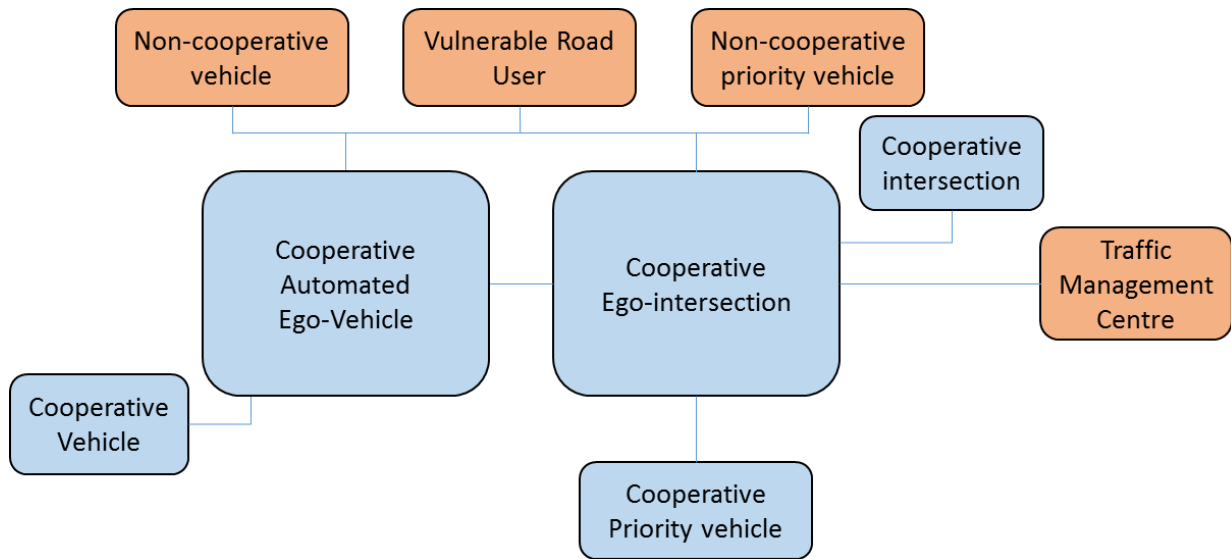 Non-cooperative
vehicle
Vulnerable Road
User
Non-cooperative
priority vehicle
Cooperative
intersection
Cooperative
Automated
Ego-Vehicle
Cooperative
Ego-intersection
Traffic
Management
Centre
Cooperative
Vehicle
Cooperative
Priority vehicle